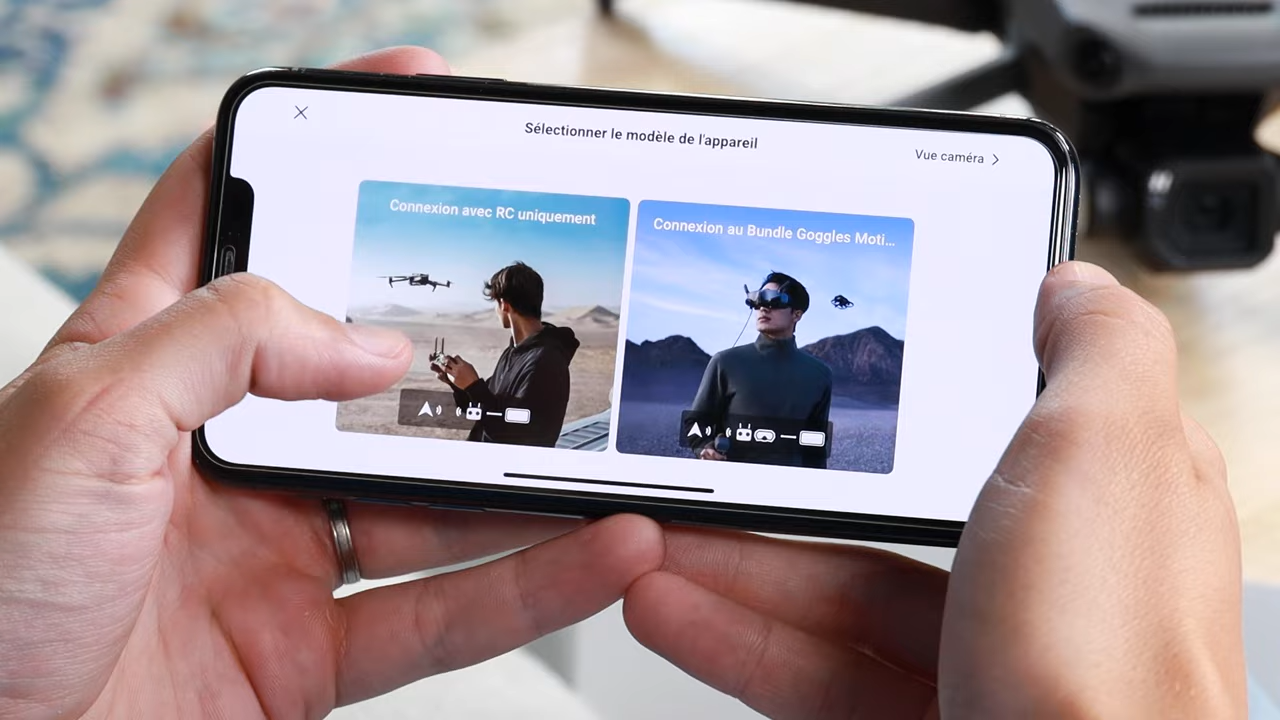 Sélectionner le modèle de l'appareil
Vue caméra
Connexion avec RC uniquement
Connexion au Bundle Goggles Moti...